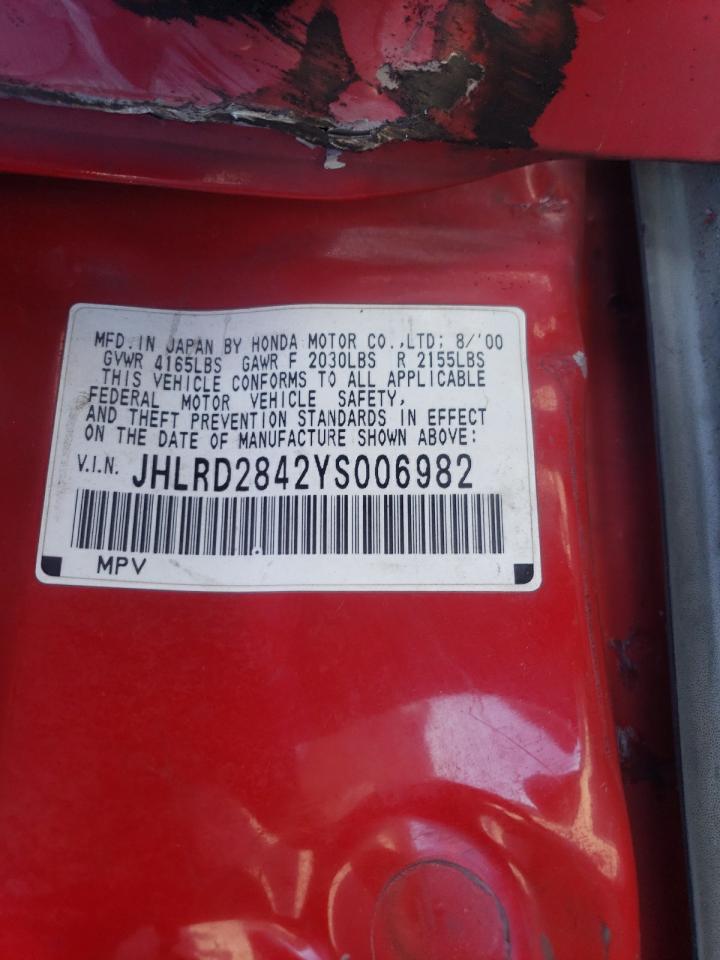 MFD. IN JAPAN BY HONDA MOTOR CO.,LTD; 8/'00
GVWR 4165LBS GAWR F 2030LBS R 2155LBS
THIS VEHICLE CONFORMS TO ALL APPLICABLE
FEDERAL MOTOR VEHICLE SAFETY,
AND THEFT PREVENTION STANDARDS IN EFFECT
ON THE DATE OF MANUFACTURE SHOWN ABOVE:
V.I.N. JHLRD2842YS006982
MPV